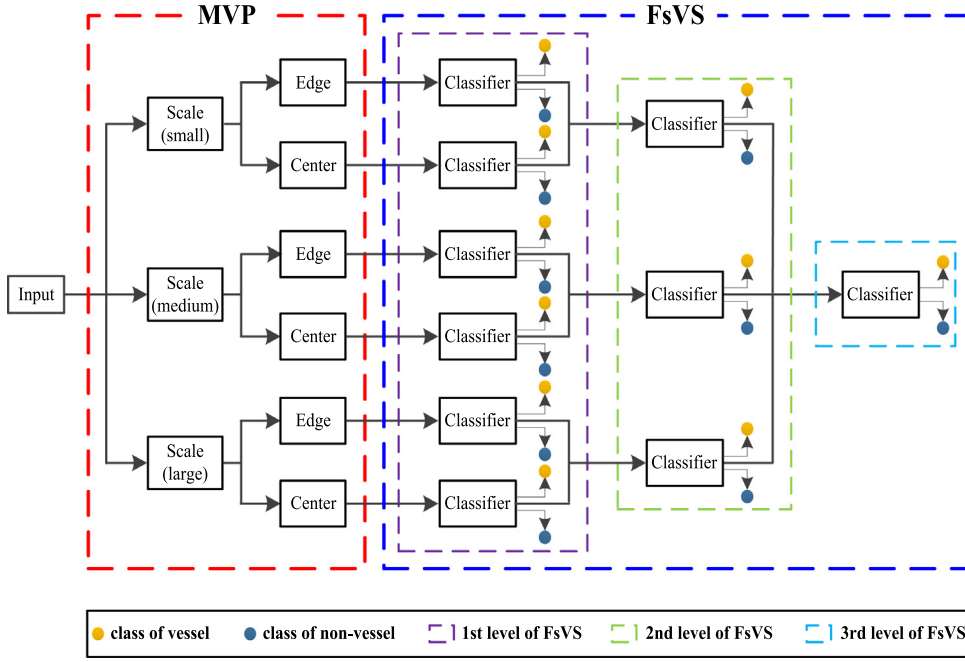 MVP
FsVS
Input
Scale
(small)
Edge
Center
Classifier
Classifier
Classifier
Scale
(medium)
Edge
Center
Classifier
Classifier
Classifier
Classifier
Scale
(large)
Edge
Center
Classifier
Classifier
Classifier
class of vessel
class of non-vessel
1st level of FsVS
2nd level of FsVS
3rd level of FsVS